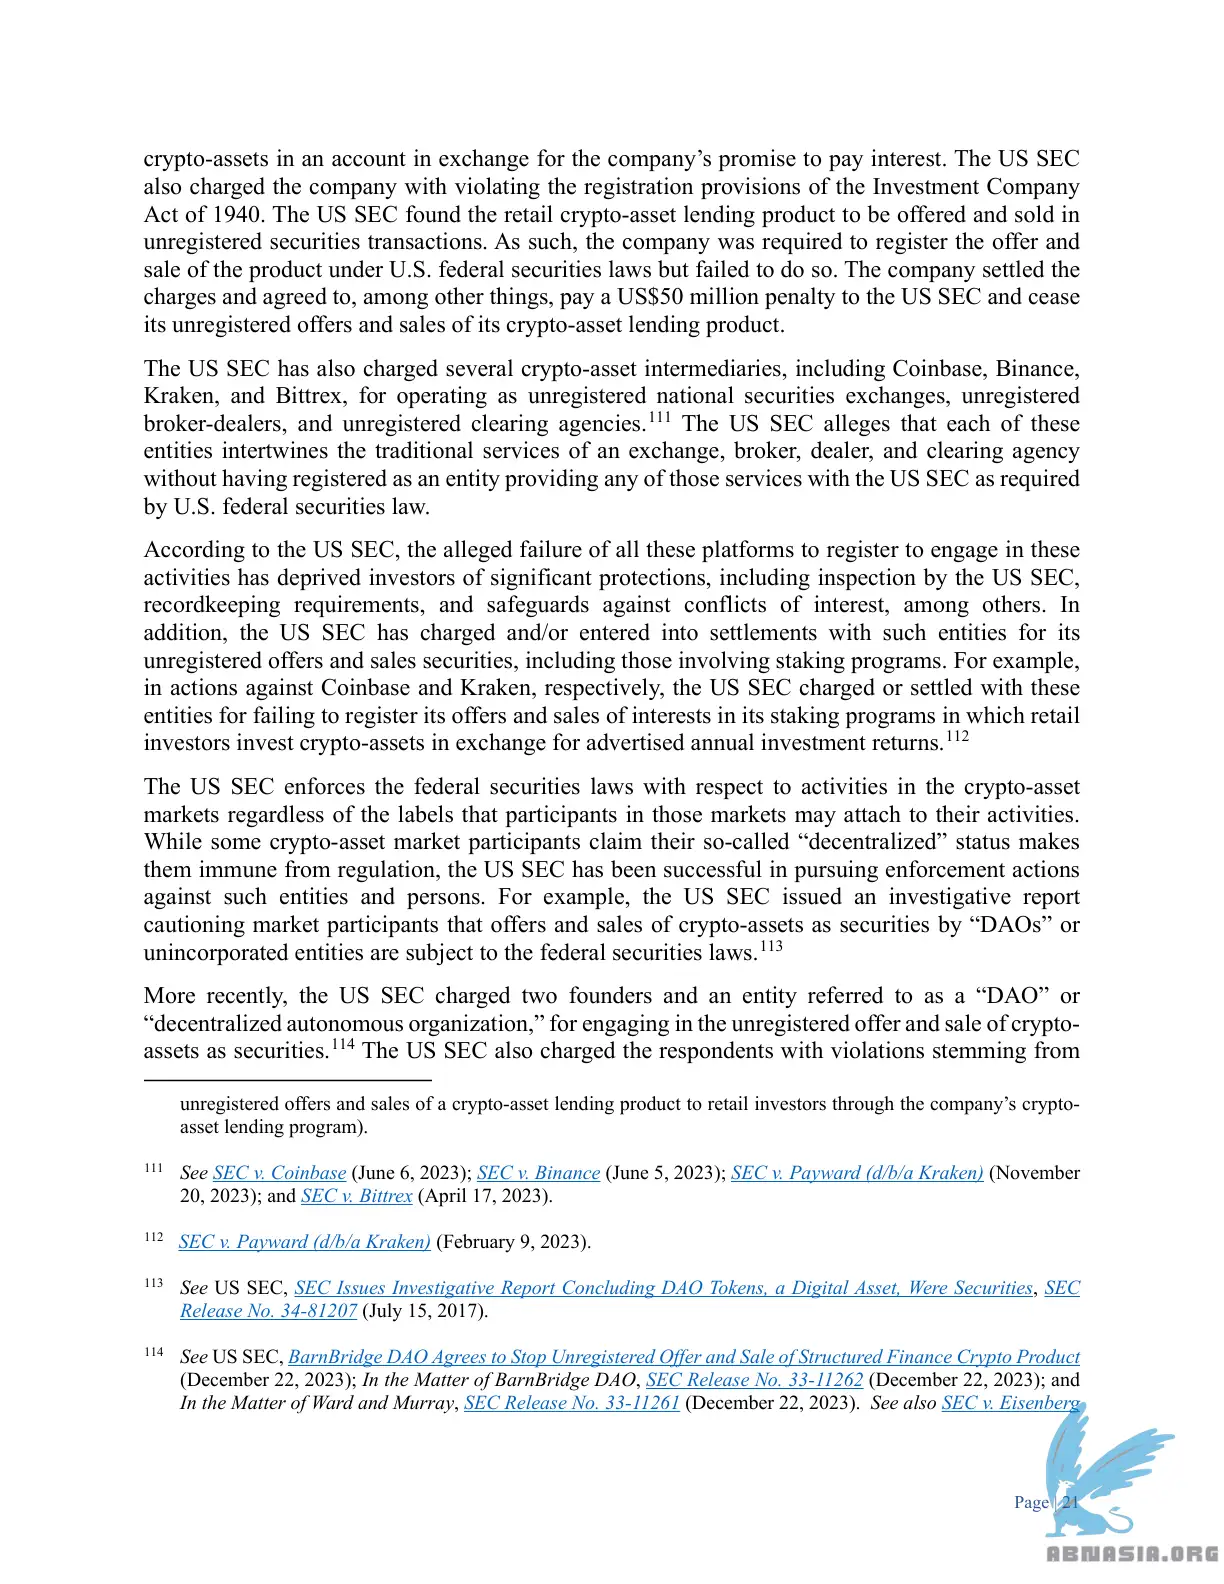 crypto-assets in an account in exchange for the company’s promise to pay interest. The US SEC
also charged the company with violating the registration provisions of the Investment Company
Act of 1940. The US SEC found the retail crypto-asset lending product to be offered and sold in
unregistered securities transactions. As such, the company was required to register the offer and
sale of the product under U.S. federal securities laws but failed to do so. The company settled the
charges and agreed to, among other things, pay a US$50 million penalty to the US SEC and cease
its unregistered offers and sales of its crypto-asset lending product.
The US SEC has also charged several crypto-asset intermediaries, including Coinbase, Binance,
Kraken, and Bittrex, for operating as unregistered national securities exchanges, unregistered
broker-dealers, and unregistered clearing agencies.111 The US SEC alleges that each of these
entities intertwines the traditional services of an exchange, broker, dealer, and clearing agency
without having registered as an entity providing any of those services with the US SEC as required
by U.S. federal securities law.
According to the US SEC, the alleged failure of all these platforms to register to engage in these
activities has deprived investors of significant protections, including inspection by the US SEC,
recordkeeping requirements, and safeguards against conflicts of interest, among others. In
addition, the US SEC has charged and/or entered into settlements with such entities for its
unregistered offers and sales securities, including those involving staking programs. For example,
in actions against Coinbase and Kraken, respectively, the US SEC charged or settled with these
entities for failing to register its offers and sales of interests in its staking programs in which retail
investors invest crypto-assets in exchange for advertised annual investment returns.112
The US SEC enforces the federal securities laws with respect to activities in the crypto-asset
markets regardless of the labels that participants in those markets may attach to their activities.
While some crypto-asset market participants claim their so-called “decentralized” status makes
them immune from regulation, the US SEC has been successful in pursuing enforcement actions
against such entities and persons. For example, the US SEC issued an investigative report
cautioning market participants that offers and sales of crypto-assets as securities by “DAOs” or
unincorporated entities are subject to the federal securities laws.113
More recently, the US SEC charged two founders and an entity referred to as a “DAO” or
“decentralized autonomous organization,” for engaging in the unregistered offer and sale of crypto-
assets as securities.114 The US SEC also charged the respondents with violations stemming from
unregistered offers and sales of a crypto-asset lending product to retail investors through the company’s crypto-
asset lending program).
111 See SEC v. Coinbase (June 6, 2023); SEC v. Binance (June 5, 2023); SEC v. Payward (d/b/a Kraken) (November
20, 2023); and SEC v. Bittrex (April 17, 2023).
112 SEC v. Payward (d/b/a Kraken) (February 9, 2023).
113 See US SEC, SEC Issues Investigative Report Concluding DAO Tokens, a Digital Asset, Were Securities, SEC
Release No. 34-81207 (July 15, 2017).
114 See US SEC, BarnBridge DAO Agrees to Stop Unregistered Offer and Sale of Structured Finance Crypto Product
(December 22, 2023); In the Matter of BarnBridge DAO, SEC Release No. 33-11262 (December 22, 2023); and
In the Matter of Ward and Murray, SEC Release No. 33-11261 (December 22, 2023). See also SEC v. Eisenberg
Page | 21
ABNASIA.ORG